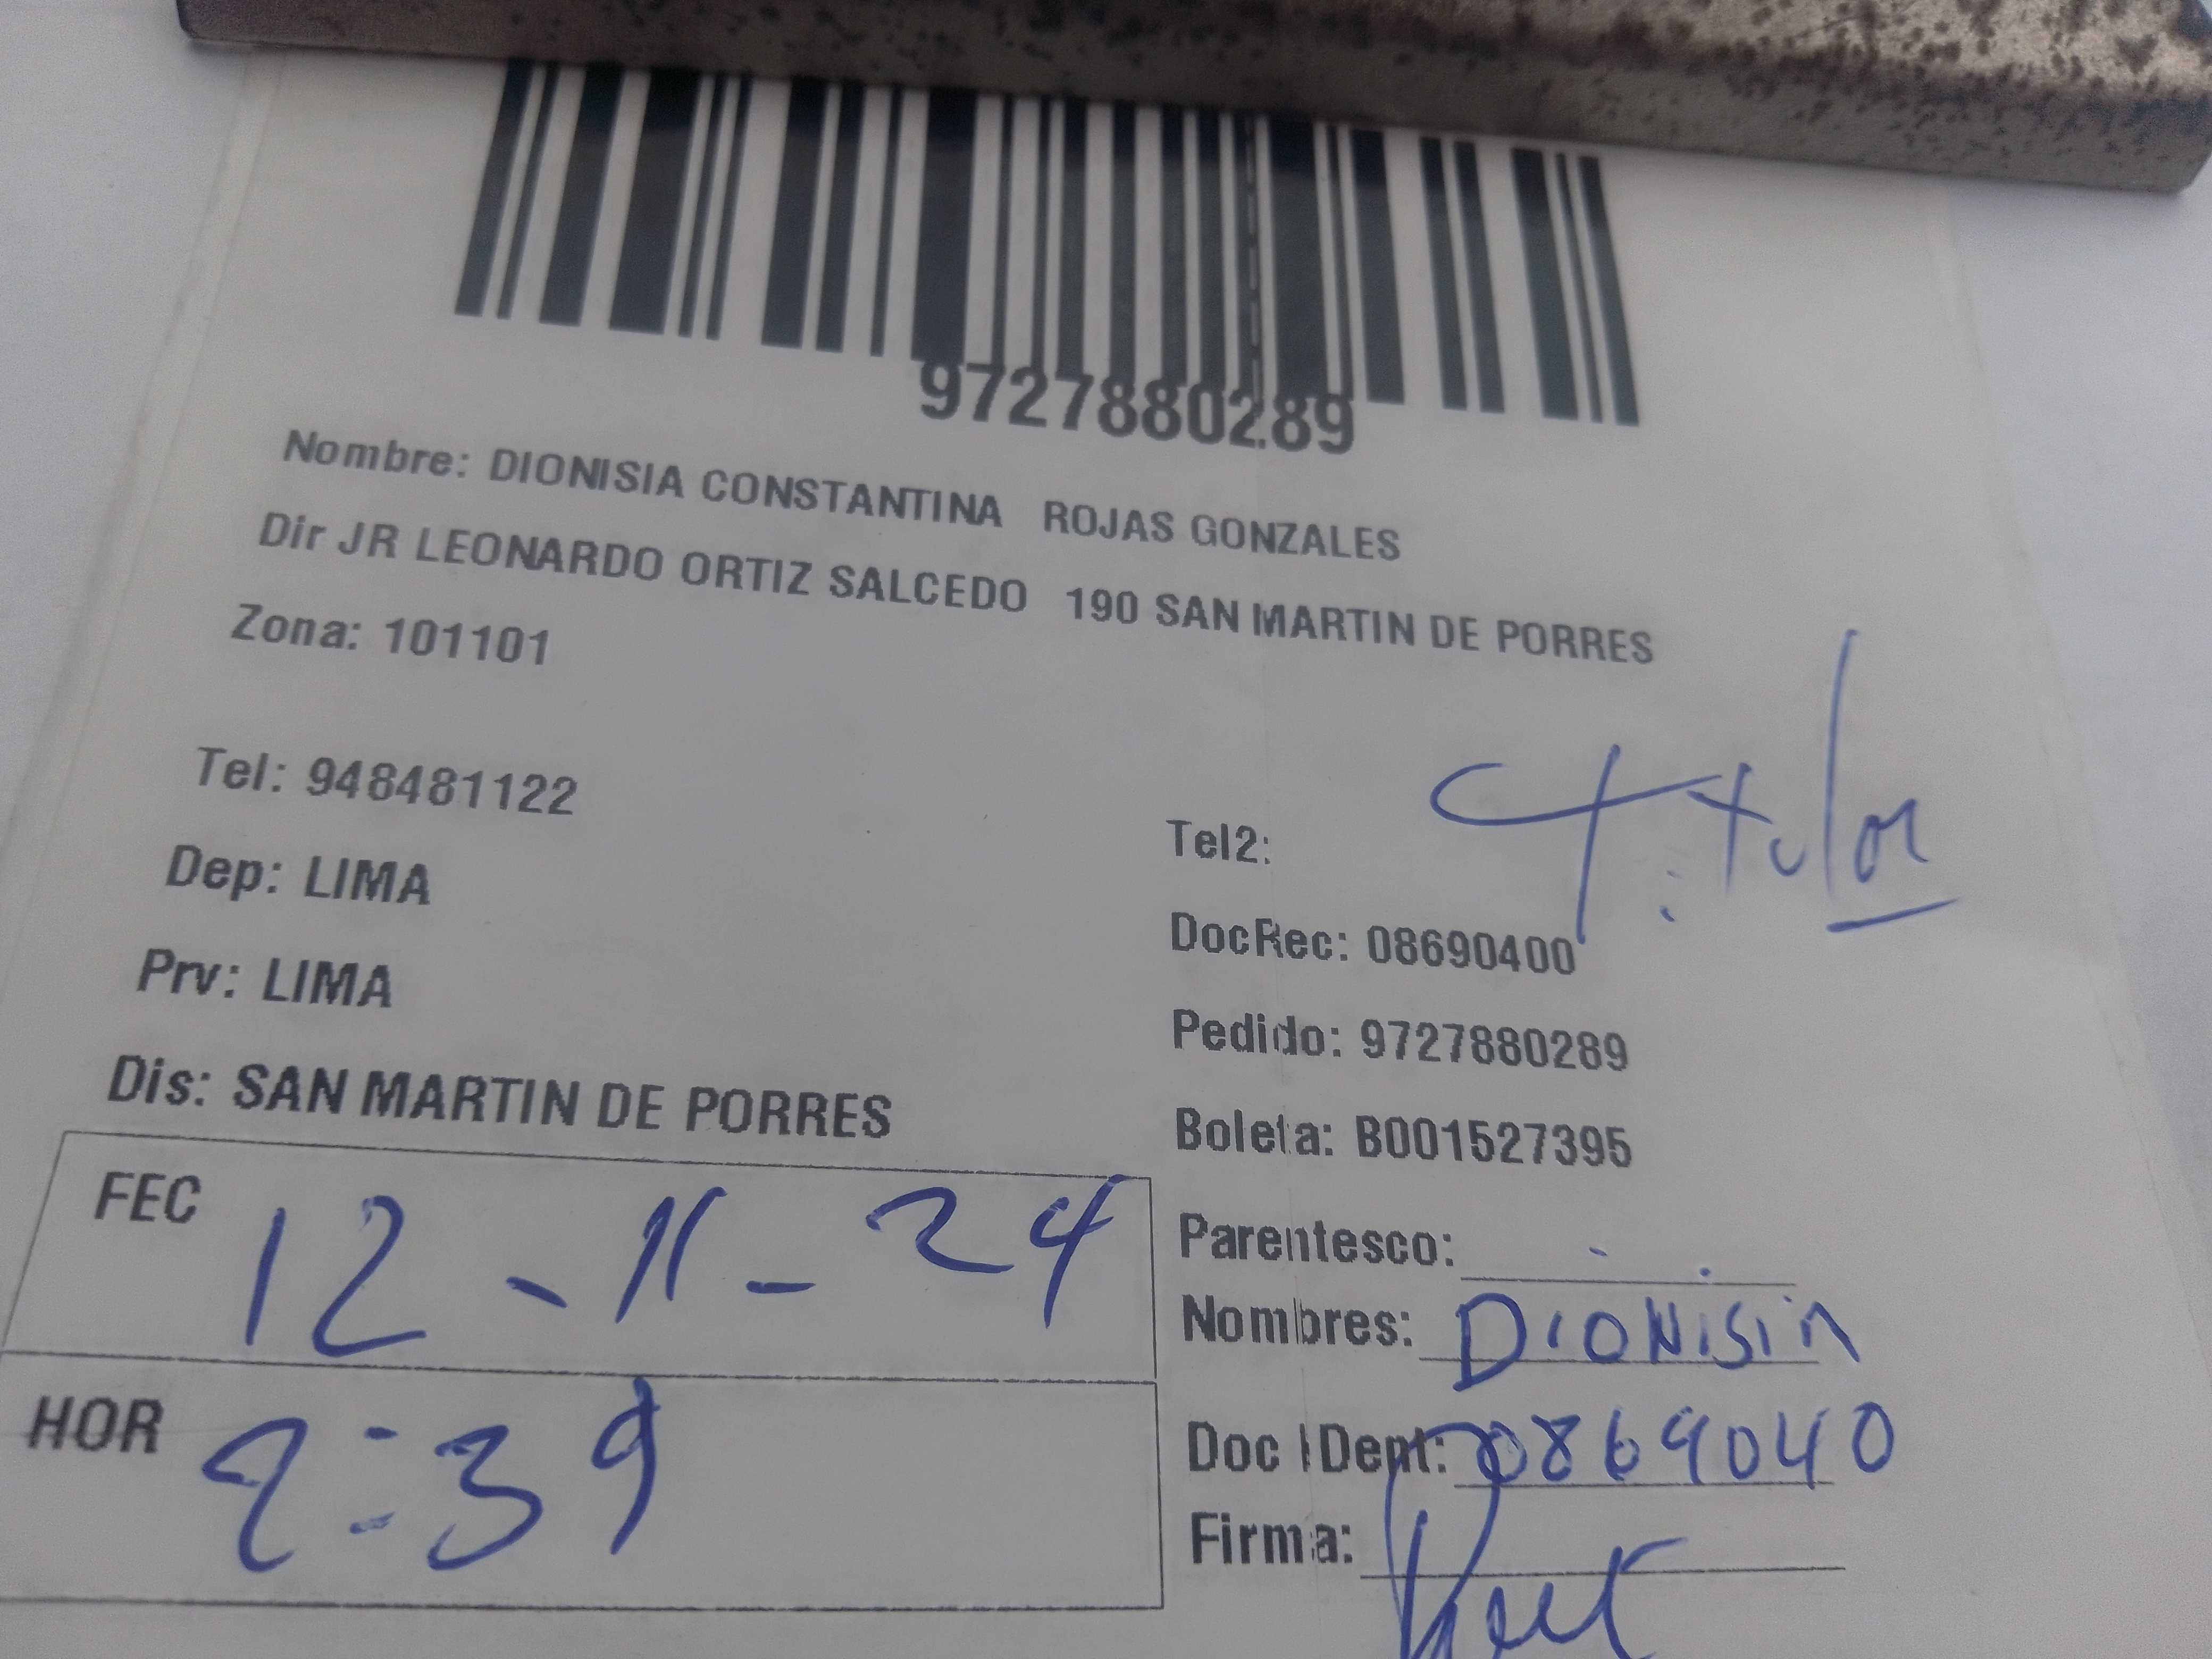 9727880289
Nombre: DIONISIA CONSTANTINA ROJAS GONZALES
Dir JR LEONARDO ORTIZ SALCEDO 190 SAN MARTIN DE PORRES
Zona: 101101
Titular
Tel: 948481122
Tel2:
Dep: LIMA
DocRec: 08690400
Prv: LIMA
Pedido: 9727880289
Dis: SAN MARTIN DE PORRES
Boleta: B001527395
FEC 12-11-24
Parentesco:
Nombres: DIONISIA
HOR 2:39
Doc IDent: 0869040
Firma: